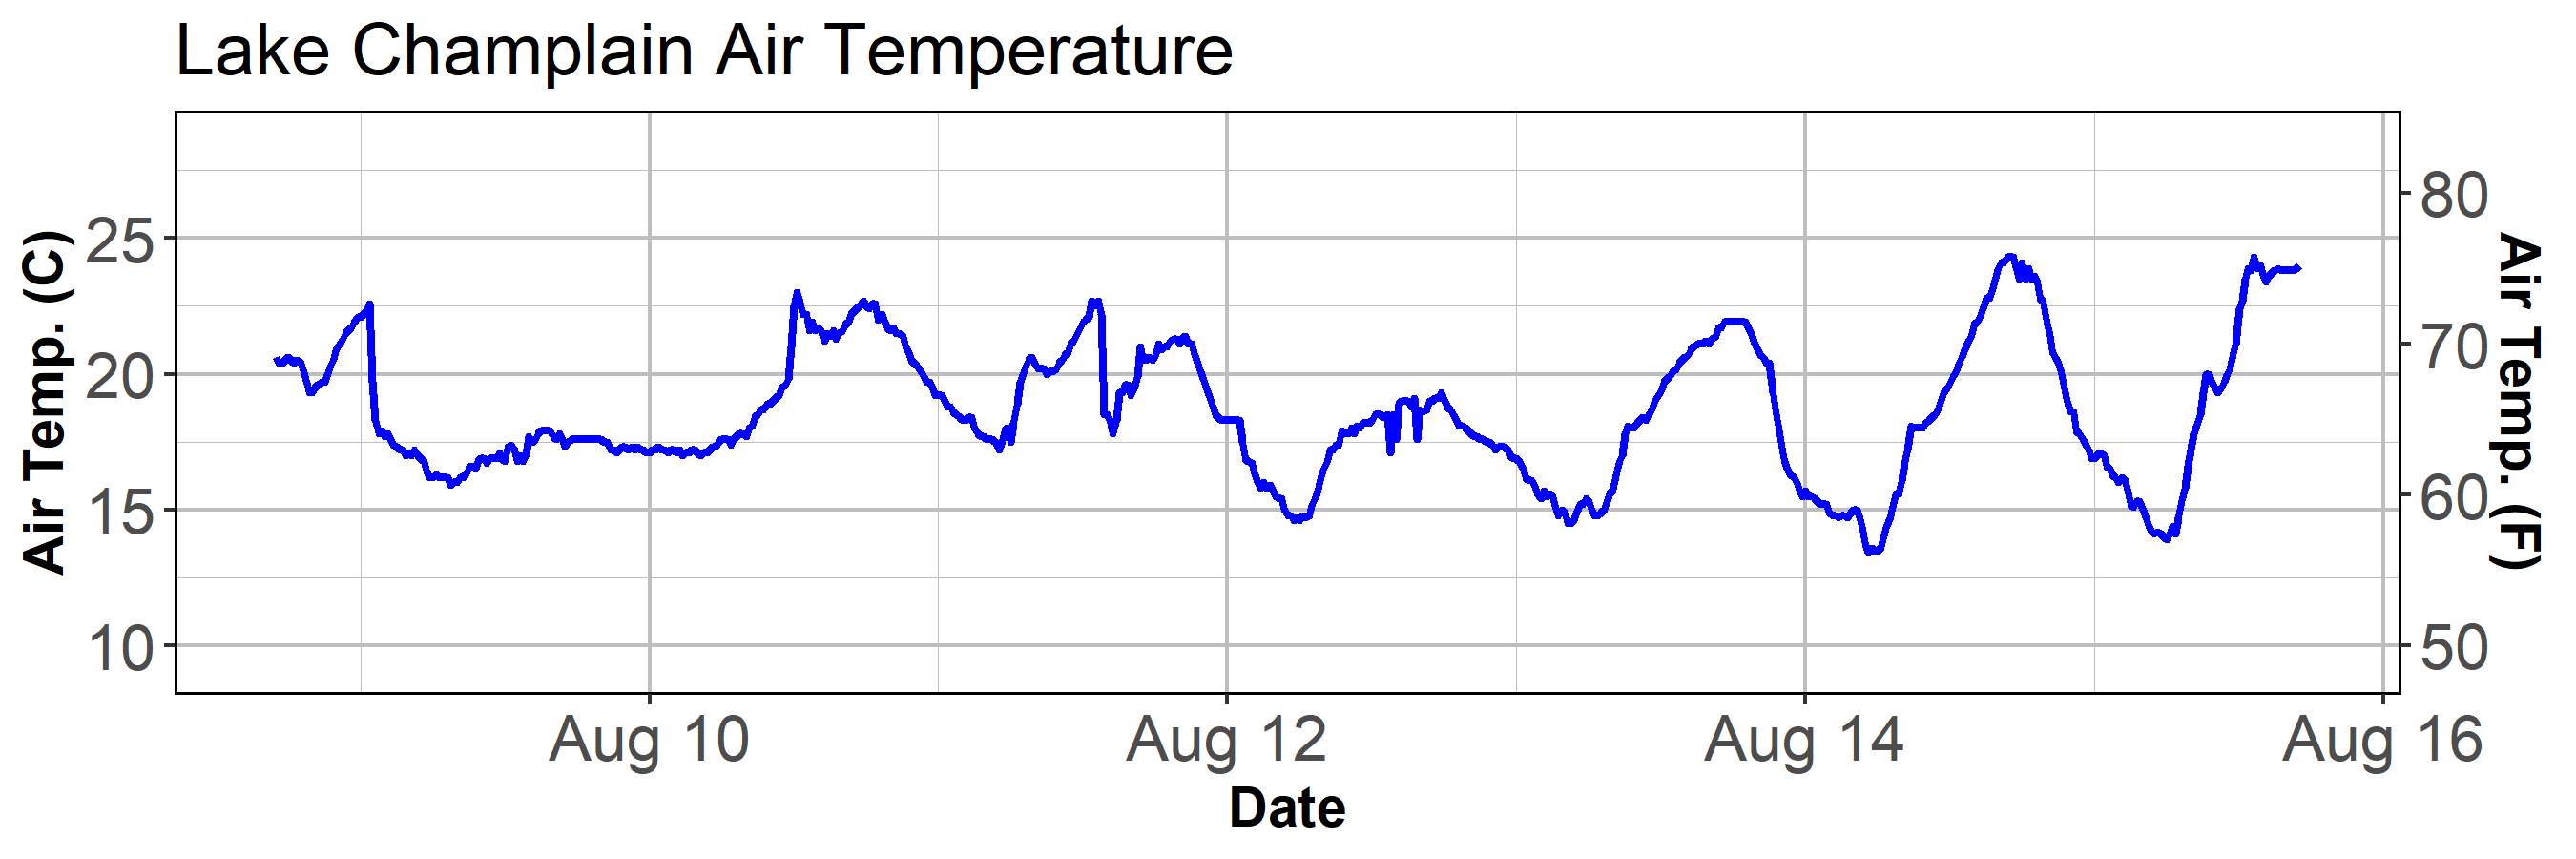 Lake Champlain Air Temperature
Air Temp. (C)
25
20
15
10
80
70
60
50
Air Temp. (F)
Aug 10
Aug 12
Aug 14
Aug 16
Date